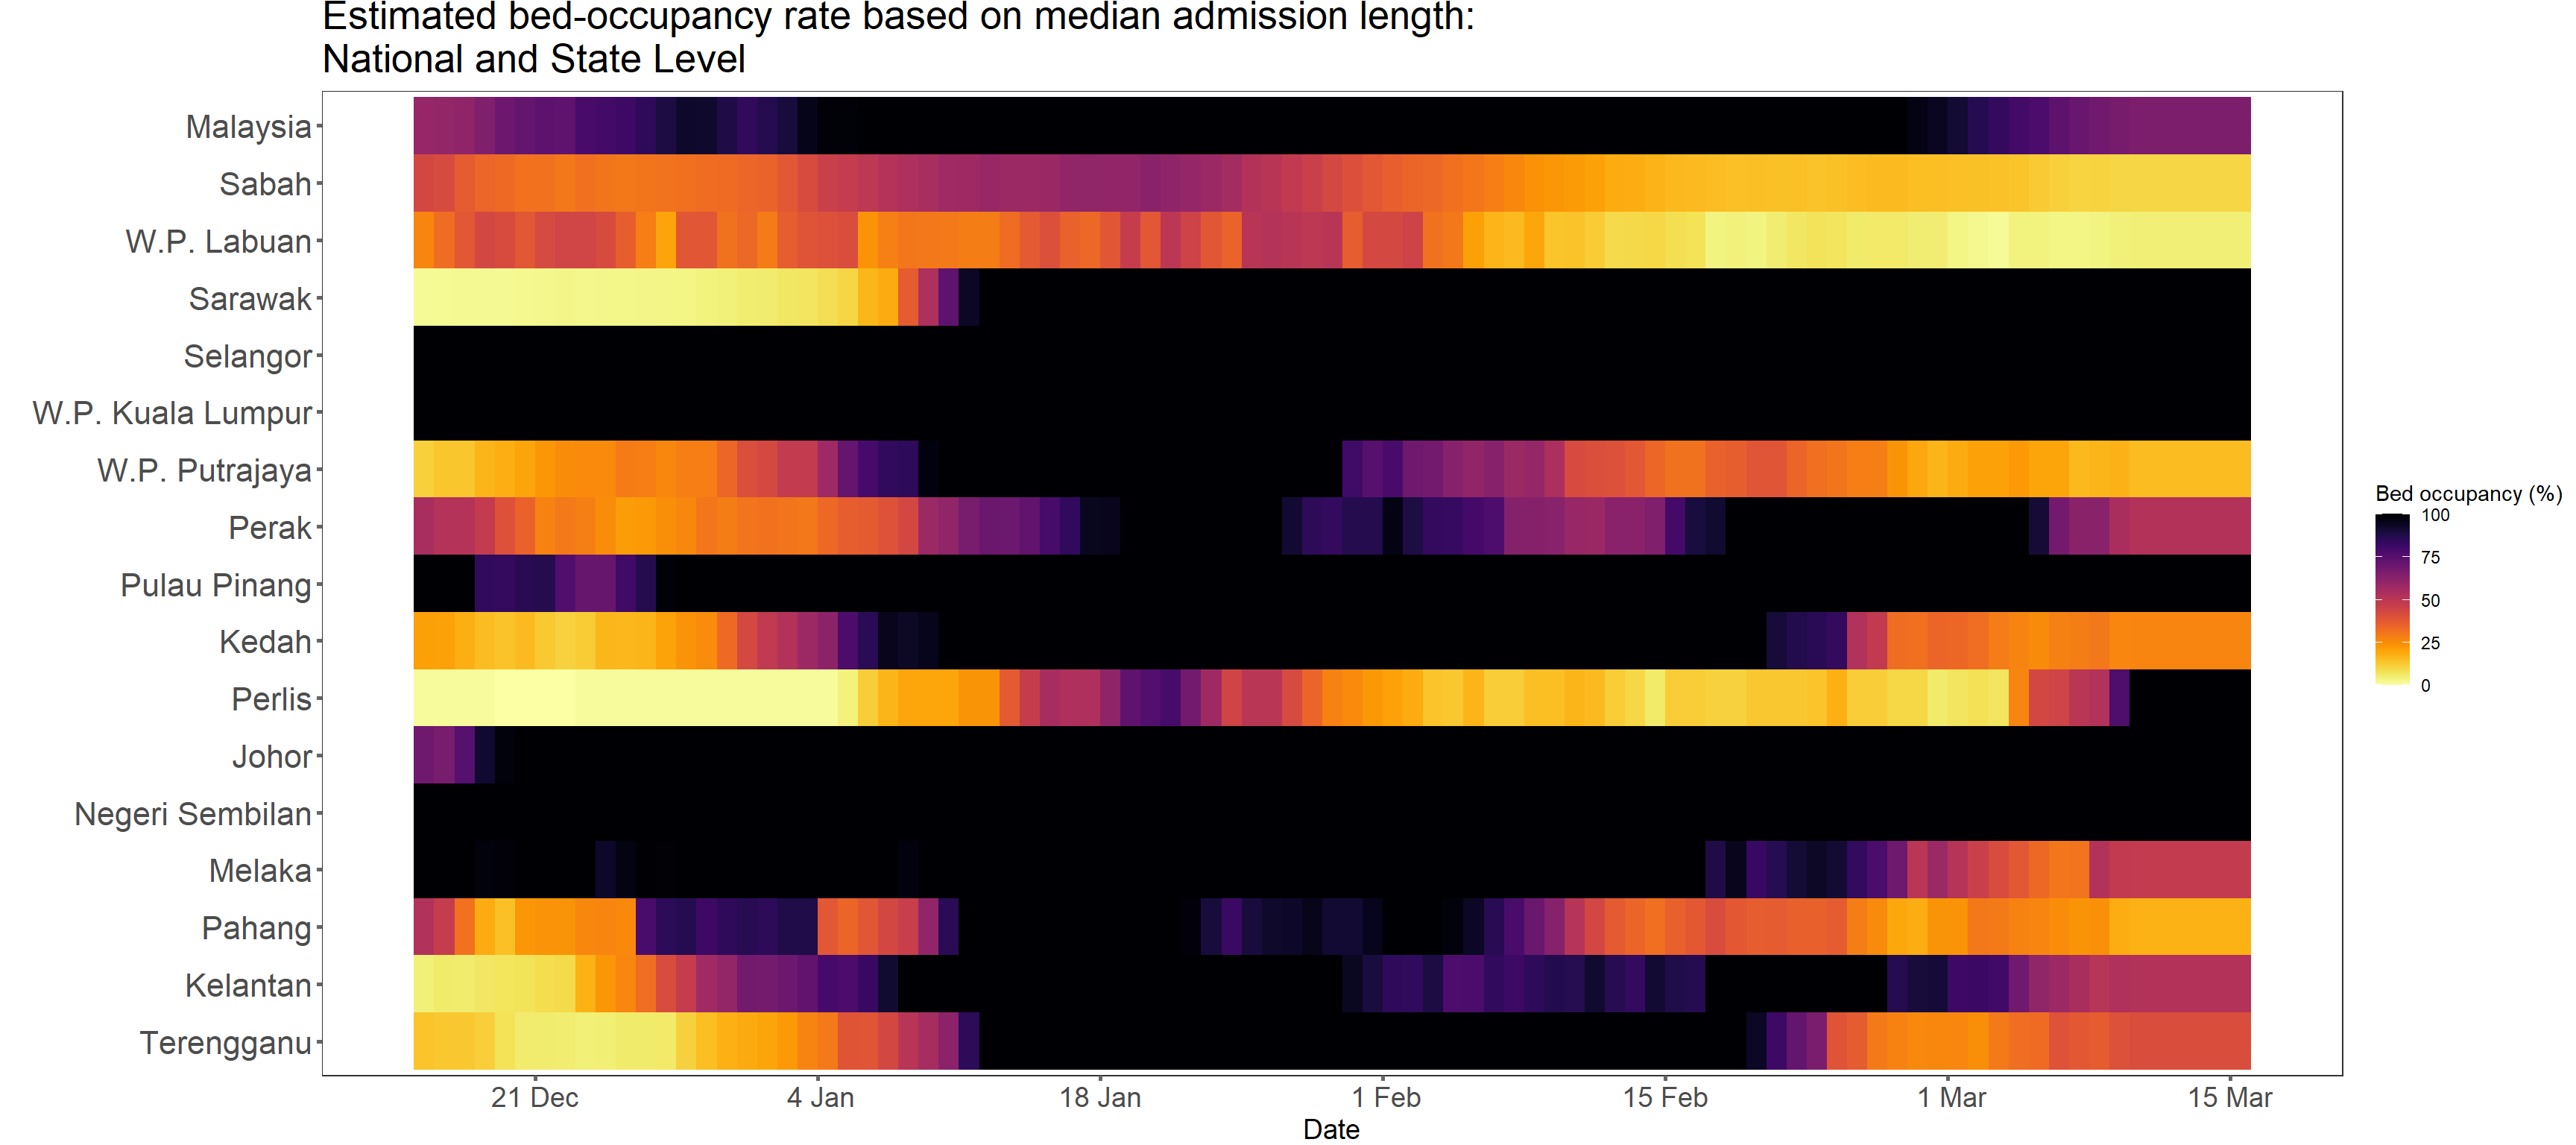 Estimated bed-occupancy rate based on median admission length:
National and State Level
Malaysia
Sabah
W.P. Labuan
Sarawak
Selangor
W.P. Kuala Lumpur
W.P. Putrajaya
Perak
Pulau Pinang
Kedah
Perlis
Johor
Negeri Sembilan
Melaka
Pahang
Kelantan
Terengganu
21 Dec
4 Jan
18 Jan
1 Feb
15 Feb
1 Mar
15 Mar
Date
Bed occupancy (%)
100
75
50
25
0